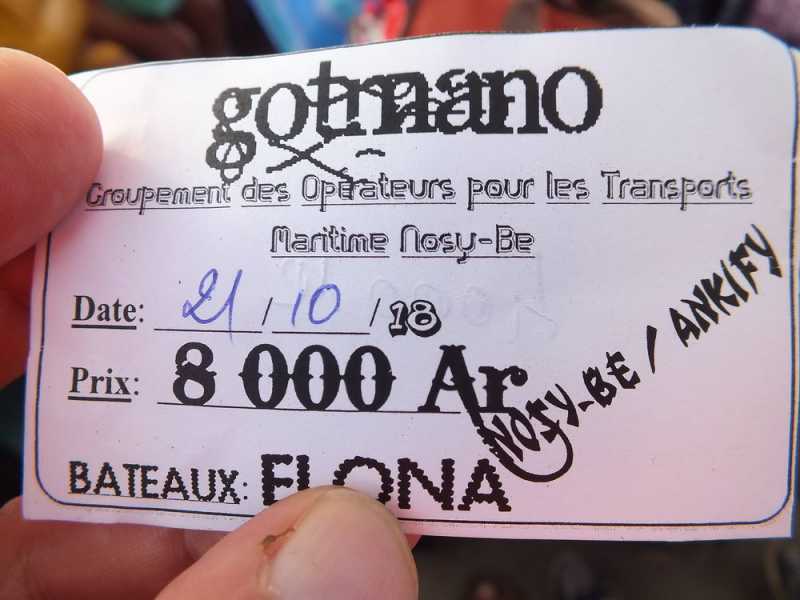 gotmano
Groupement des Opérateurs pour les Transports
Maritime Nosy-Be
Date: 21 / 10 / 18
Prix: 8 000 Ar
NOSY-BE / ANKIFY
BATEAUX: